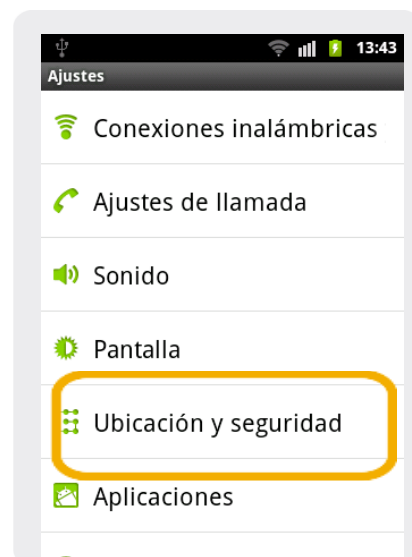 13:43
Ajustes
Conexiones inalámbricas
Ajustes de llamada
Sonido
Pantalla
Ubicación y seguridad
Aplicaciones